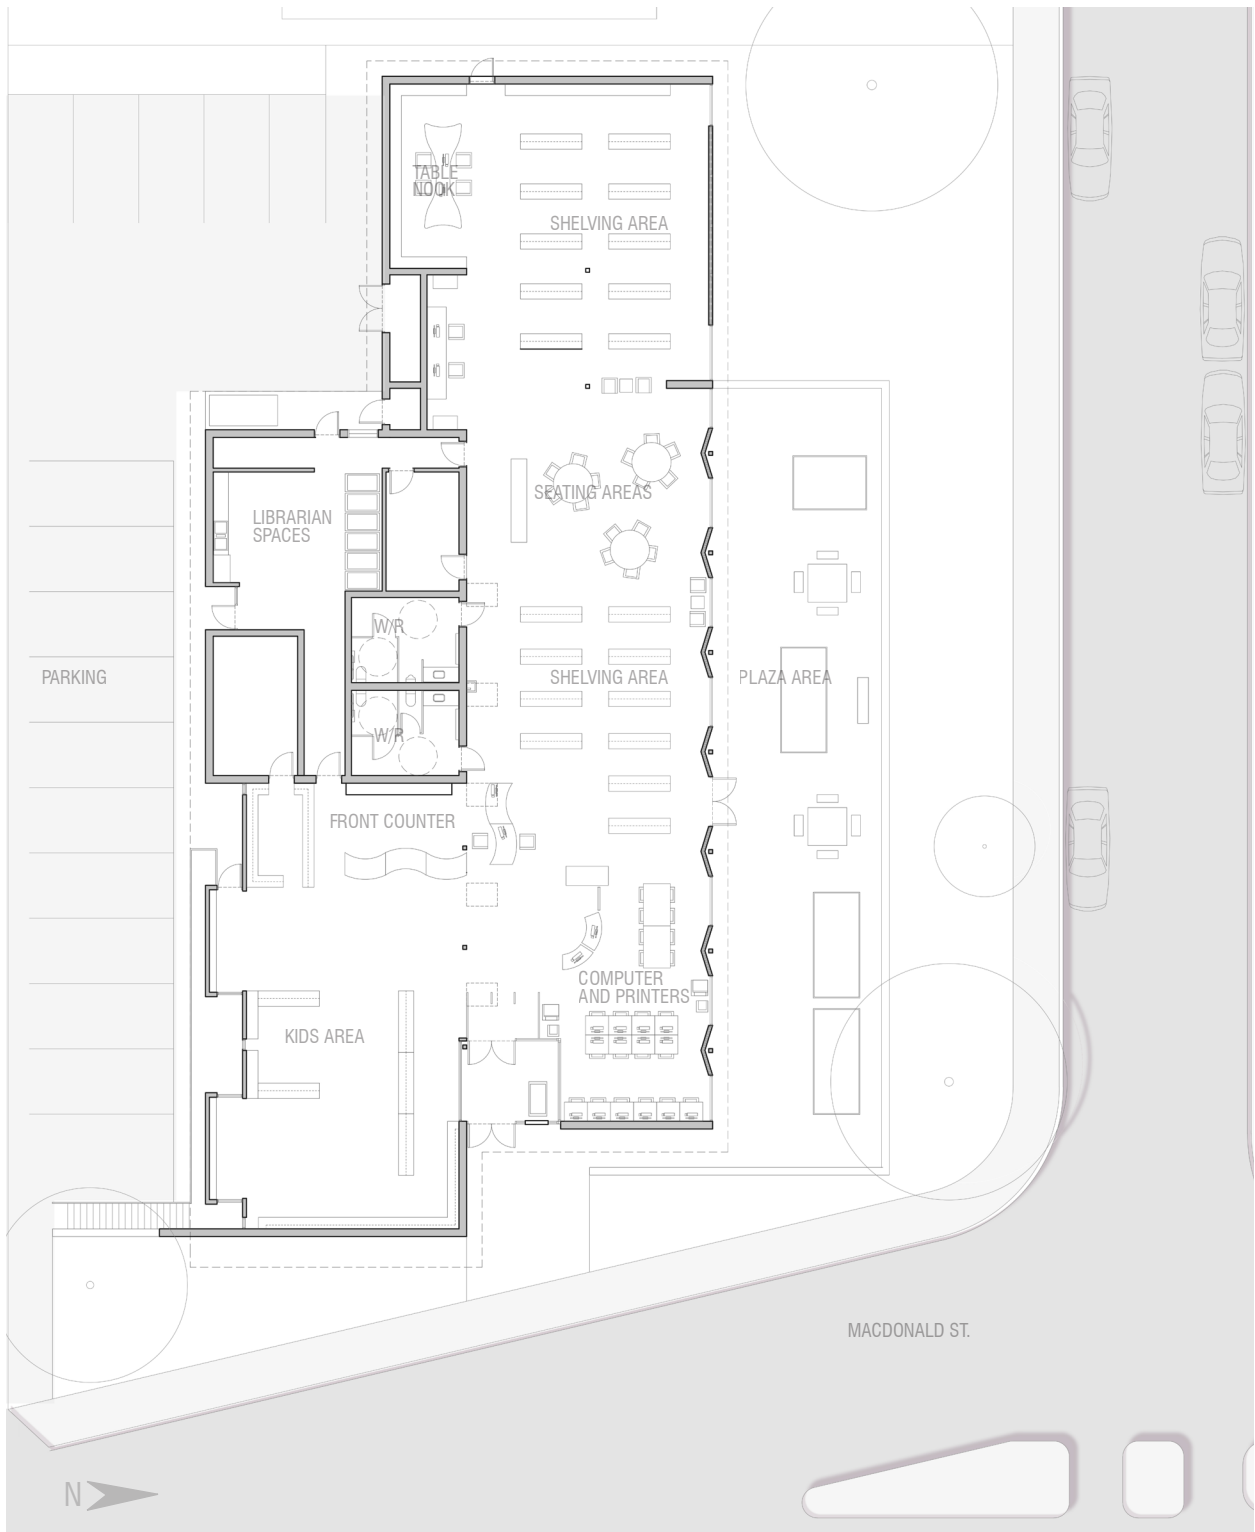 TABLE
NOOK
SHELVING AREA
SEATING AREAS
LIBRARIAN
SPACES
W/R
PARKING
SHELVING AREA
PLAZA AREA
W/R
FRONT COUNTER
COMPUTER
AND PRINTERS
KIDS AREA
MACDONALD ST.
N